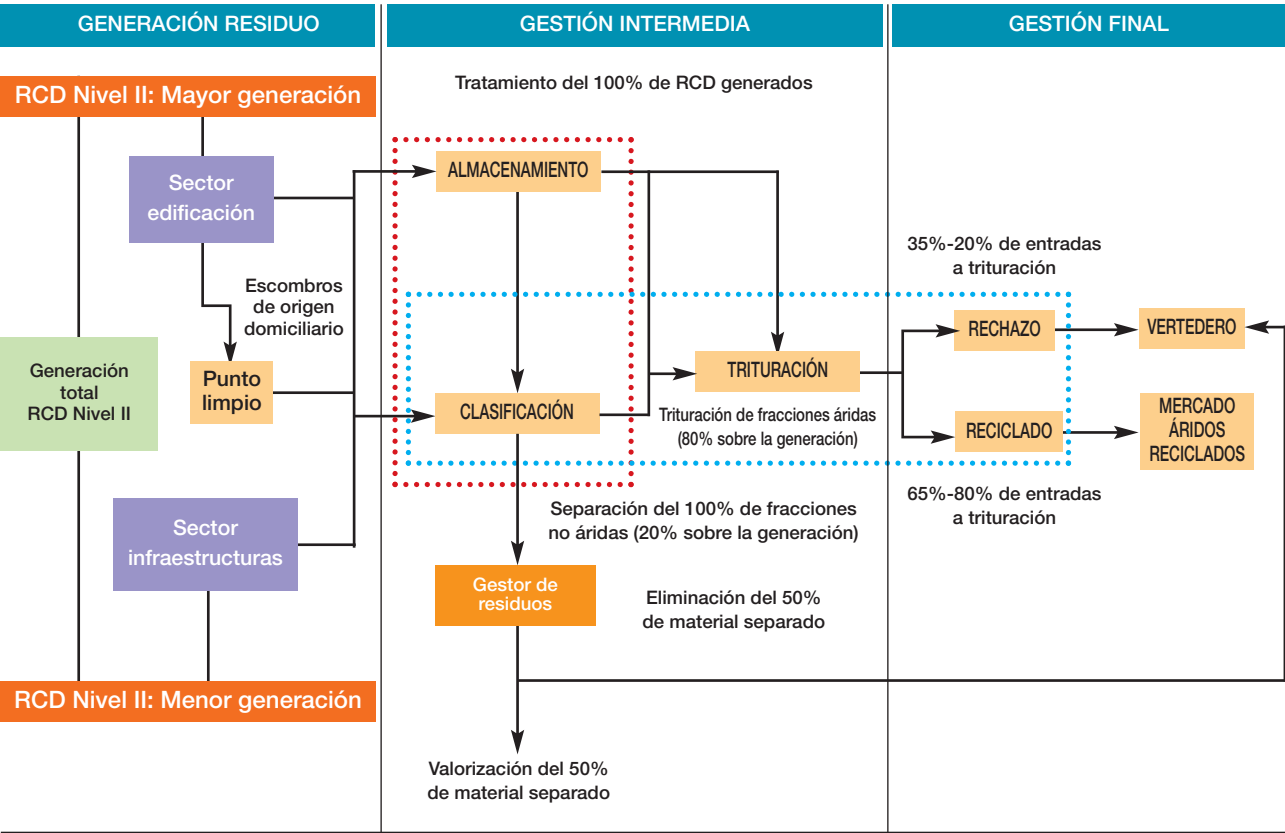 GENERACIÓN RESIDUO
GESTIÓN INTERMEDIA
GESTIÓN FINAL
RCD Nivel II: Mayor generación
Tratamiento del 100% de RCD generados
Sector
edificación
ALMACENAMIENTO
Escombros
de origen
domiciliario
35%-20% de entradas
a trituración
Generación
total
RCD Nivel II
Punto
limpio
CLASIFICACIÓN
TRITURACIÓN
Trituración de fracciones áridas
(80% sobre la generación)
RECHAZO
VERTEDERO
RECICLADO
MERCADO
ÁRIDOS
RECICLADOS
65%-80% de entradas
a trituración
Sector
infraestructuras
Separación del 100% de fracciones
no áridas (20% sobre la generación)
Gestor de
residuos
Eliminación del 50%
de material separado
RCD Nivel II: Menor generación
Valorización del 50%
de material separado